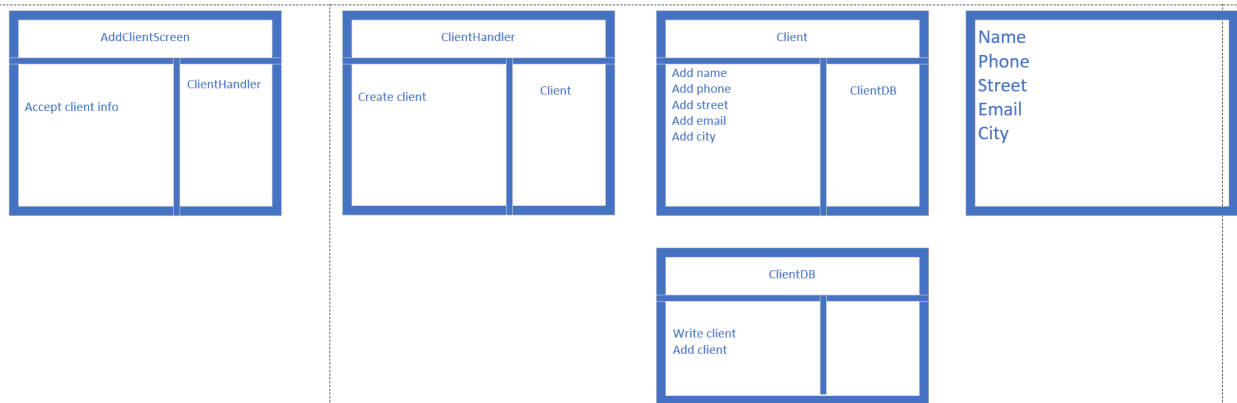 AddClientScreen
Accept client info
ClientHandler
ClientHandler
Create client
Client
Client
Add name
Add phone
Add street
Add email
Add city
ClientDB
Name
Phone
Street
Email
City
ClientDB
Write client
Add client